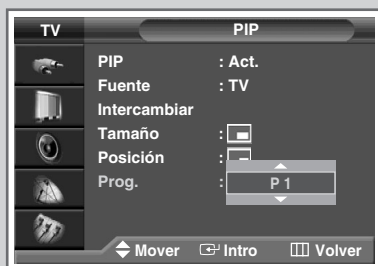 TV PIP
PIP : Act.
Fuente : TV
Intercambiar
Tamaño :
Posición :
Prog. : P 1
Mover Intro Volver